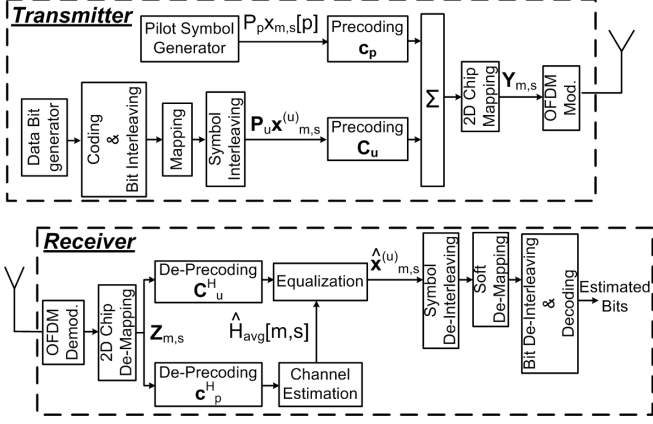 Transmitter
Pilot Symbol
Generator
Pₚxₘ,ₛ[p]
Precoding
cₚ
Data Bit
generator
Coding
&
Bit Interleaving
Mapping
Symbol
Interleaving
Pᵤx⁽ᵘ⁾ₘ,ₛ
Precoding
Cᵤ
Σ
2D Chip
Mapping
Yₘ,ₛ
OFDM
Mod.
Receiver
OFDM
Demod.
2D Chip
De-Mapping
Zₘ,ₛ
De-Precoding
Cᴴᵤ
Equalization
x̂⁽ᵘ⁾ₘ,ₛ
Ĥavg[m,s]
De-Precoding
cᴴₚ
Channel
Estimation
Symbol
De-Interleaving
Soft
De-Mapping
Bit De-Interleaving
&
Decoding
Estimated
Bits